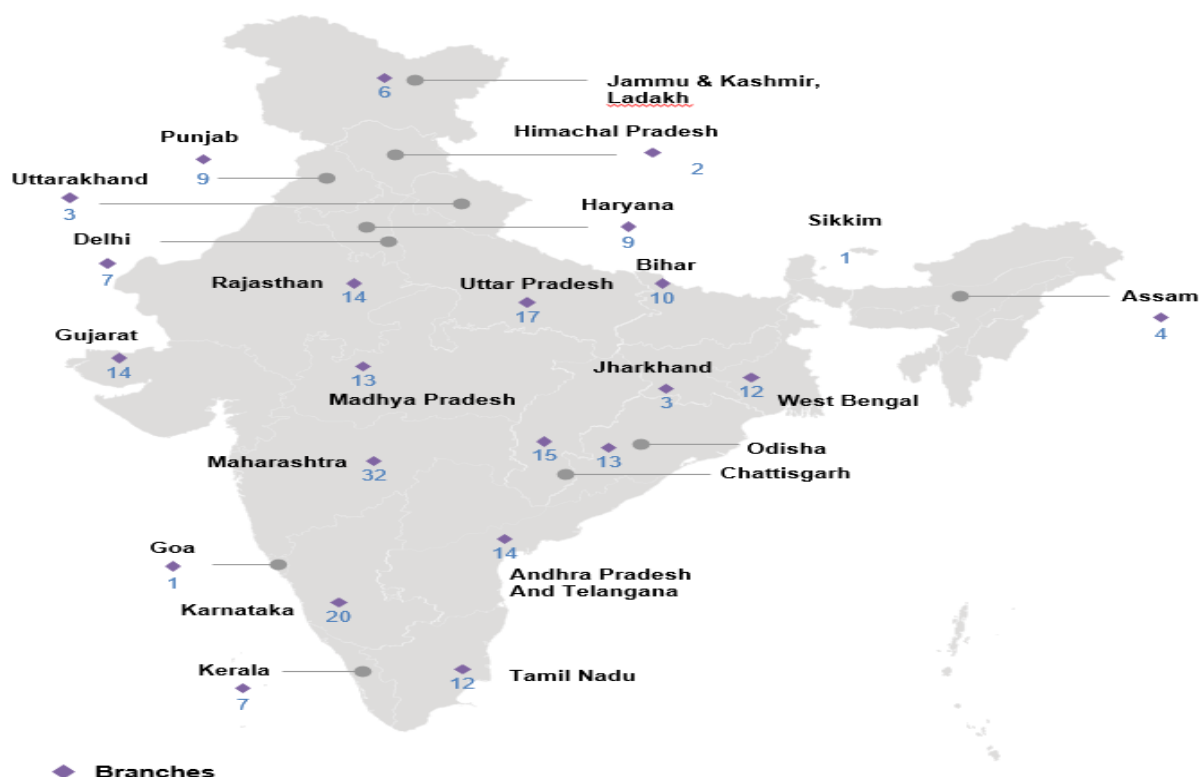 Jammu & Kashmir,
Ladakh
6
Himachal Pradesh
2
Punjab
9
Uttarakhand
3
Haryana
9
Sikkim
1
Delhi
7
Bihar
10
Rajasthan
14
Uttar Pradesh
17
Assam
4
Gujarat
14
13
Madhya Pradesh
Jharkhand
3
12
West Bengal
Odisha
15
13
Maharashtra
32
Chattisgarh
Goa
1
14
Andhra Pradesh
And Telangana
Karnataka
20
Kerala
7
12
Tamil Nadu
Branches